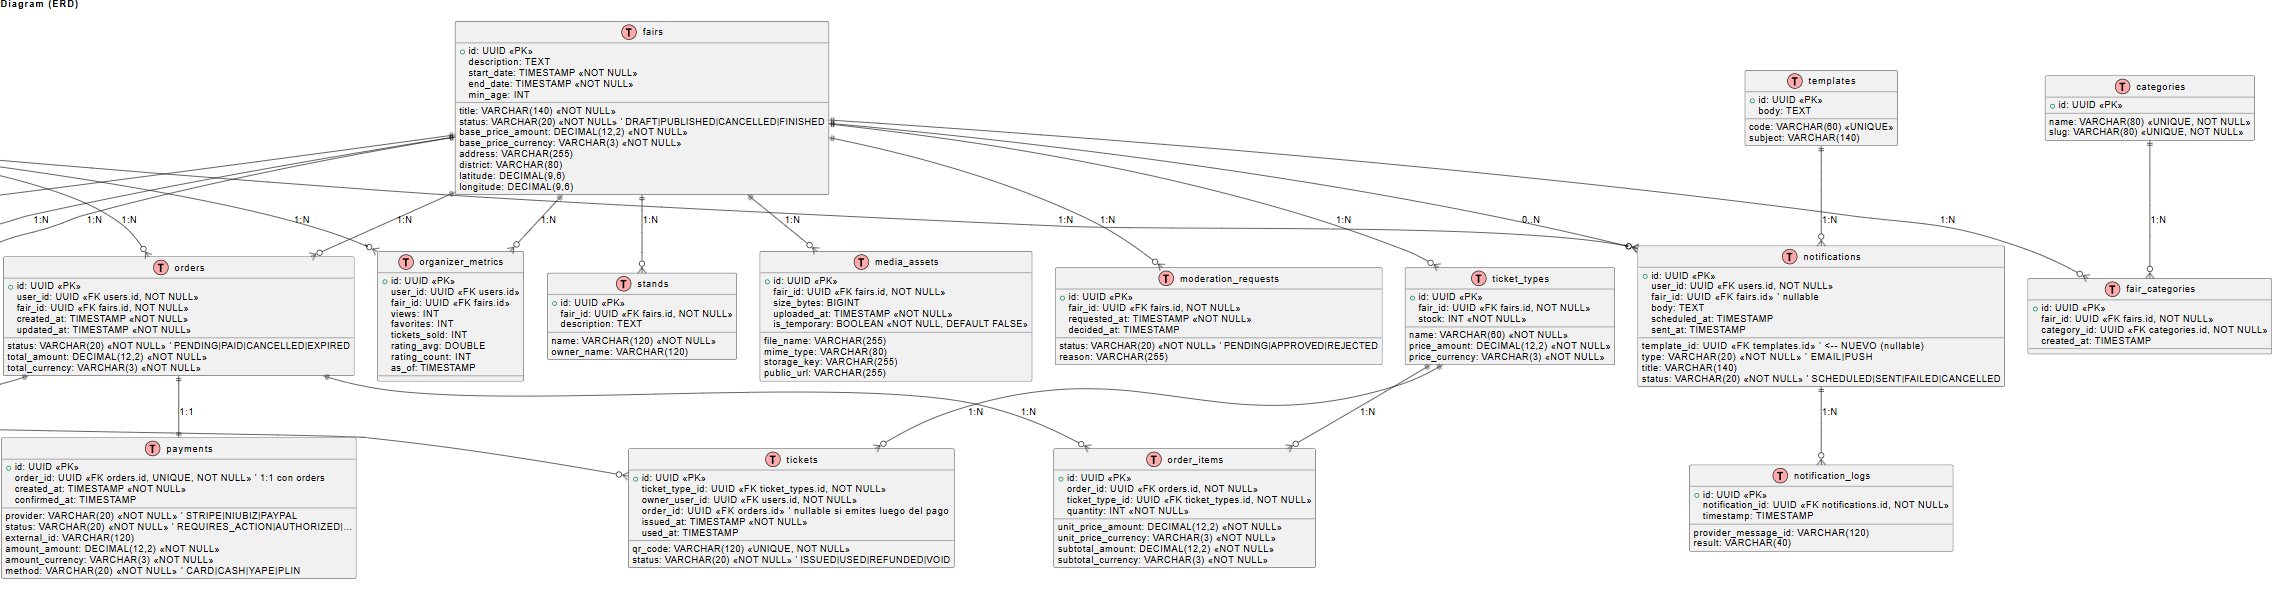 Diagram (ERD)
T fairs
id: UUID «PK»
description: TEXT
start_date: TIMESTAMP «NOT NULL»
end_date: TIMESTAMP «NOT NULL»
min_age: INT
title: VARCHAR(140) «NOT NULL»
status: VARCHAR(20) «NOT NULL» ' DRAFT|PUBLISHED|CANCELLED|FINISHED
base_price_amount: DECIMAL(12,2) «NOT NULL»
base_price_currency: VARCHAR(3) «NOT NULL»
address: VARCHAR(255)
district: VARCHAR(80)
latitude: DECIMAL(9,6)
longitude: DECIMAL(9,6)
T templates
id: UUID «PK»
body: TEXT
code: VARCHAR(60) «UNIQUE»
subject: VARCHAR(140)
T categories
id: UUID «PK»
name: VARCHAR(80) «UNIQUE, NOT NULL»
slug: VARCHAR(80) «UNIQUE, NOT NULL»
1:N
1:N
1:N
1:N
1:N
1:N
1:N
1:N
1:N
1:N
1:N
0..N
1:N
1:N
1:N
T orders
id: UUID «PK»
user_id: UUID «FK users.id, NOT NULL»
fair_id: UUID «FK fairs.id, NOT NULL»
created_at: TIMESTAMP «NOT NULL»
updated_at: TIMESTAMP «NOT NULL»
status: VARCHAR(20) «NOT NULL» ' PENDING|PAID|CANCELLED|EXPIRED
total_amount: DECIMAL(12,2) «NOT NULL»
total_currency: VARCHAR(3) «NOT NULL»
T organizer_metrics
id: UUID «PK»
user_id: UUID «FK users.id»
fair_id: UUID «FK fairs.id»
views: INT
favorites: INT
tickets_sold: INT
rating_avg: DOUBLE
rating_count: INT
as_of: TIMESTAMP
T stands
id: UUID «PK»
fair_id: UUID «FK fairs.id, NOT NULL»
description: TEXT
name: VARCHAR(120) «NOT NULL»
owner_name: VARCHAR(120)
T media_assets
id: UUID «PK»
fair_id: UUID «FK fairs.id, NOT NULL»
size_bytes: BIGINT
uploaded_at: TIMESTAMP «NOT NULL»
is_temporary: BOOLEAN «NOT NULL, DEFAULT FALSE»
file_name: VARCHAR(255)
mime_type: VARCHAR(80)
storage_key: VARCHAR(255)
public_url: VARCHAR(255)
T moderation_requests
id: UUID «PK»
fair_id: UUID «FK fairs.id, NOT NULL»
requested_at: TIMESTAMP «NOT NULL»
decided_at: TIMESTAMP
status: VARCHAR(20) «NOT NULL» ' PENDING|APPROVED|REJECTED
reason: VARCHAR(255)
T ticket_types
id: UUID «PK»
fair_id: UUID «FK fairs.id, NOT NULL»
stock: INT «NOT NULL»
name: VARCHAR(60) «NOT NULL»
price_amount: DECIMAL(12,2) «NOT NULL»
price_currency: VARCHAR(3) «NOT NULL»
T notifications
id: UUID «PK»
user_id: UUID «FK users.id, NOT NULL»
fair_id: UUID «FK fairs.id» ' nullable
body: TEXT
scheduled_at: TIMESTAMP
sent_at: TIMESTAMP
template_id: UUID «FK templates.id» ' <-- NUEVO (nullable)
type: VARCHAR(20) «NOT NULL» ' EMAIL|PUSH
title: VARCHAR(140)
status: VARCHAR(20) «NOT NULL» ' SCHEDULED|SENT|FAILED|CANCELLED
T fair_categories
id: UUID «PK»
fair_id: UUID «FK fairs.id, NOT NULL»
category_id: UUID «FK categories.id, NOT NULL»
created_at: TIMESTAMP
1:1
1:N
1:N
1:N
1:N
T payments
id: UUID «PK»
order_id: UUID «FK orders.id, UNIQUE, NOT NULL» ' 1:1 con orders
created_at: TIMESTAMP «NOT NULL»
confirmed_at: TIMESTAMP
provider: VARCHAR(20) «NOT NULL» ' STRIPE|NIUBIZ|PAYPAL
status: VARCHAR(20) «NOT NULL» ' REQUIRES_ACTION|AUTHORIZED|...
external_id: VARCHAR(120)
amount_amount: DECIMAL(12,2) «NOT NULL»
amount_currency: VARCHAR(3) «NOT NULL»
method: VARCHAR(20) «NOT NULL» ' CARD|CASH|YAPE|PLIN
T tickets
id: UUID «PK»
ticket_type_id: UUID «FK ticket_types.id, NOT NULL»
owner_user_id: UUID «FK users.id, NOT NULL»
order_id: UUID «FK orders.id» ' nullable si emites luego del pago
issued_at: TIMESTAMP «NOT NULL»
used_at: TIMESTAMP
qr_code: VARCHAR(120) «UNIQUE, NOT NULL»
status: VARCHAR(20) «NOT NULL» ' ISSUED|USED|REFUNDED|VOID
T order_items
id: UUID «PK»
order_id: UUID «FK orders.id, NOT NULL»
ticket_type_id: UUID «FK ticket_types.id, NOT NULL»
quantity: INT «NOT NULL»
unit_price_amount: DECIMAL(12,2) «NOT NULL»
unit_price_currency: VARCHAR(3) «NOT NULL»
subtotal_amount: DECIMAL(12,2) «NOT NULL»
subtotal_currency: VARCHAR(3) «NOT NULL»
T notification_logs
id: UUID «PK»
notification_id: UUID «FK notifications.id, NOT NULL»
timestamp: TIMESTAMP
provider_message_id: VARCHAR(120)
result: VARCHAR(40)